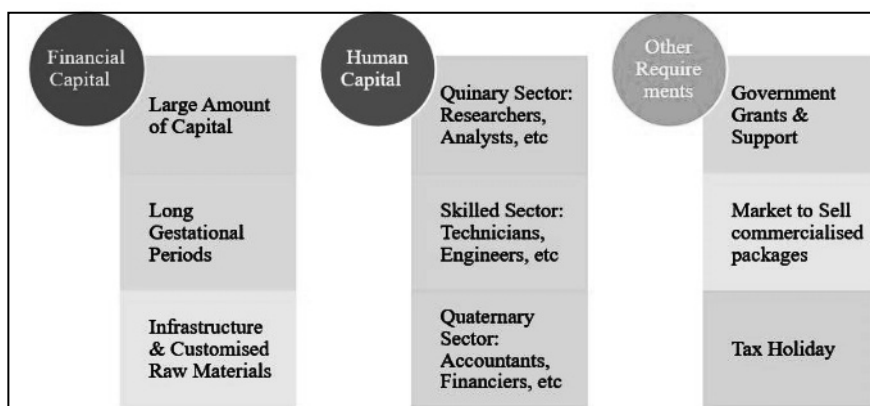 Financial
Capital
Large Amount
of Capital
Long
Gestational
Periods
Infrastructure
& Customised
Raw Materials
Human
Capital
Quinary Sector:
Researchers,
Analysts, etc
Skilled Sector:
Technicians,
Engineers, etc
Quaternary
Sector:
Accountants,
Financiers, etc
Other
Require
ments
Government
Grants &
Support
Market to Sell
commercialised
packages
Tax Holiday